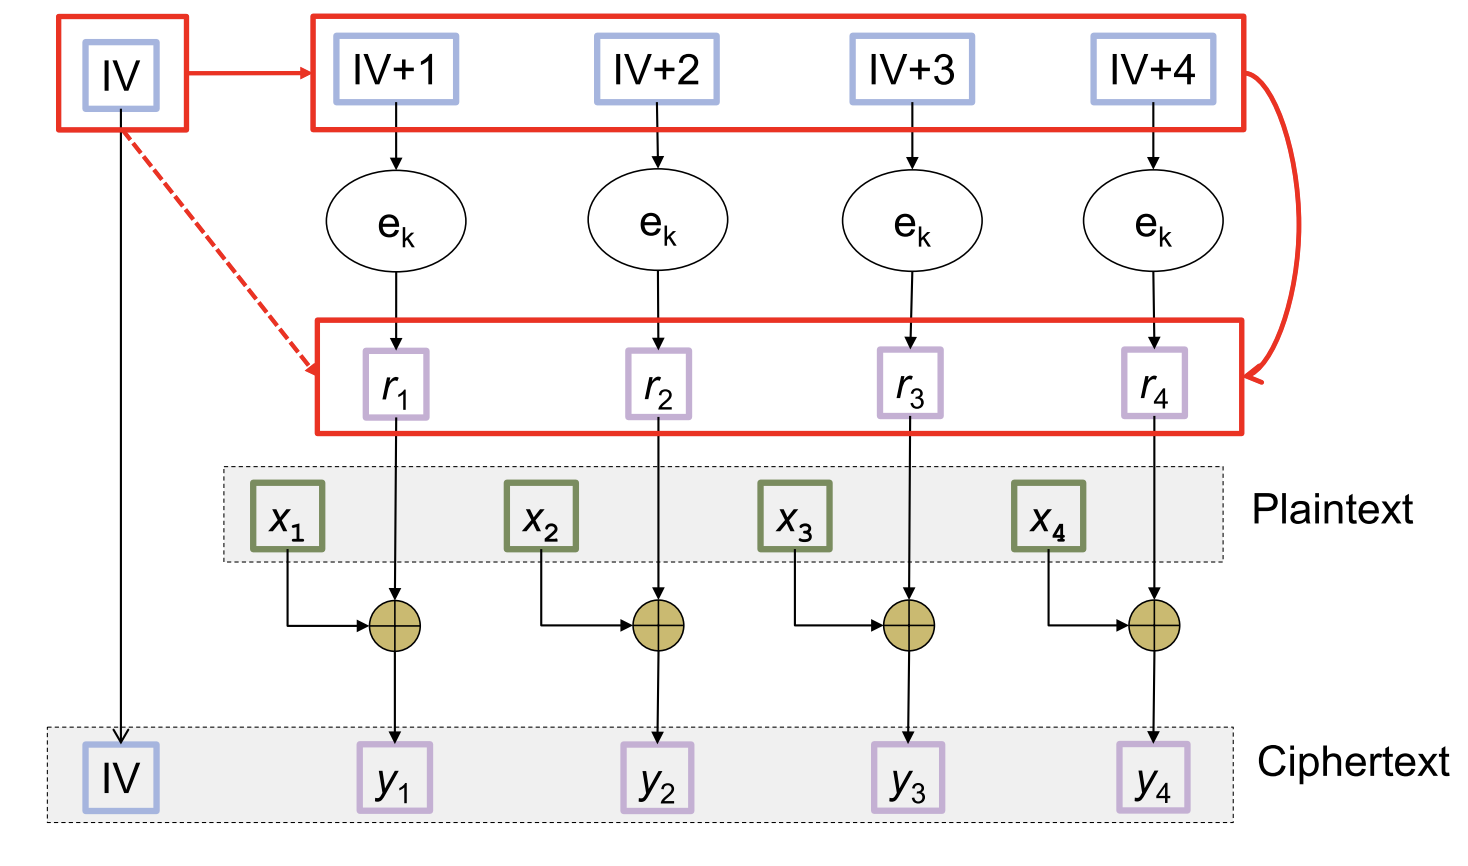 IV IV+1 IV+2 IV+3 IV+4
e_k e_k e_k e_k
r_1 r_2 r_3 r_4
x_1 x_2 x_3 x_4 Plaintext
IV y_1 y_2 y_3 y_4 Ciphertext